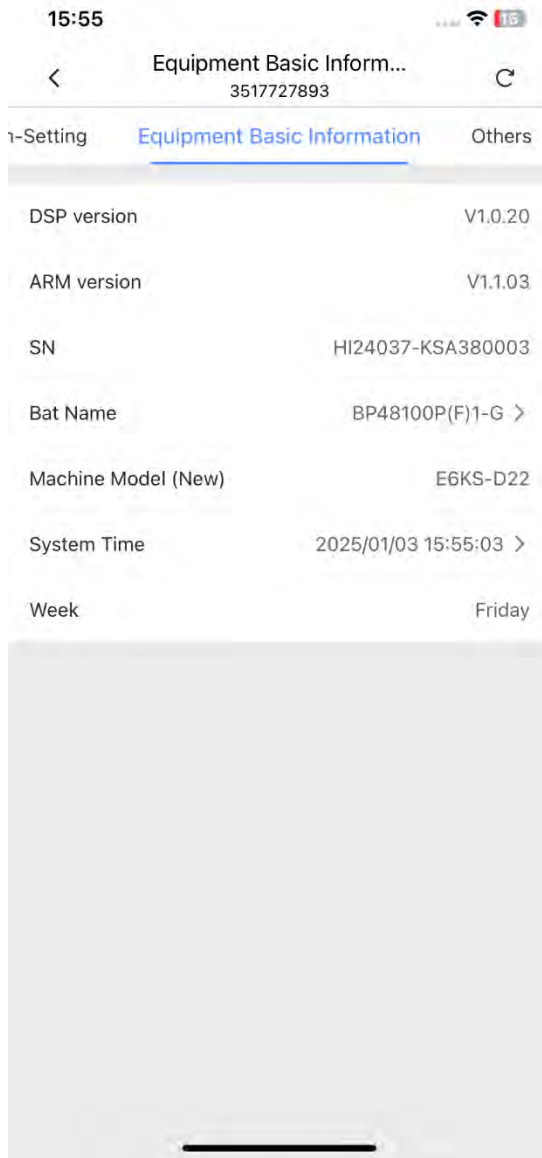 15:55
16
Equipment Basic Inform...
3517727893
n-Setting Equipment Basic Information Others
DSP version V1.0.20
ARM version V1.1.03
SN HI24037-KSA380003
Bat Name BP48100P(F)1-G >
Machine Model (New) E6KS-D22
System Time 2025/01/03 15:55:03 >
Week Friday